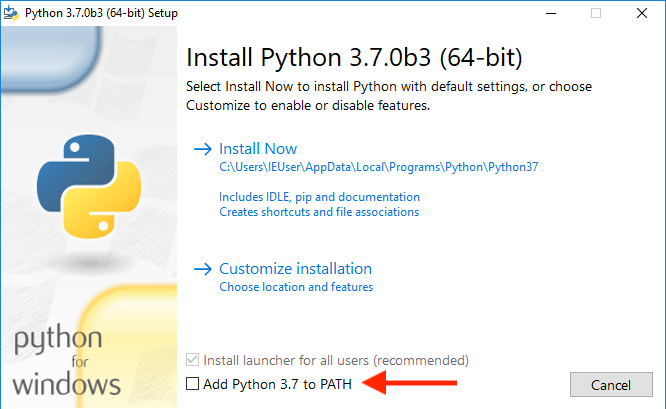 Python 3.7.0b3 (64-bit) Setup
Install Python 3.7.0b3 (64-bit)
Select Install Now to install Python with default settings, or choose
Customize to enable or disable features.
Install Now
C:\Users\IEUser\AppData\Local\Programs\Python\Python37
Includes IDLE, pip and documentation
Creates shortcuts and file associations
Customize installation
Choose location and features
python
for
windows
Install launcher for all users (recommended)
Add Python 3.7 to PATH
Cancel